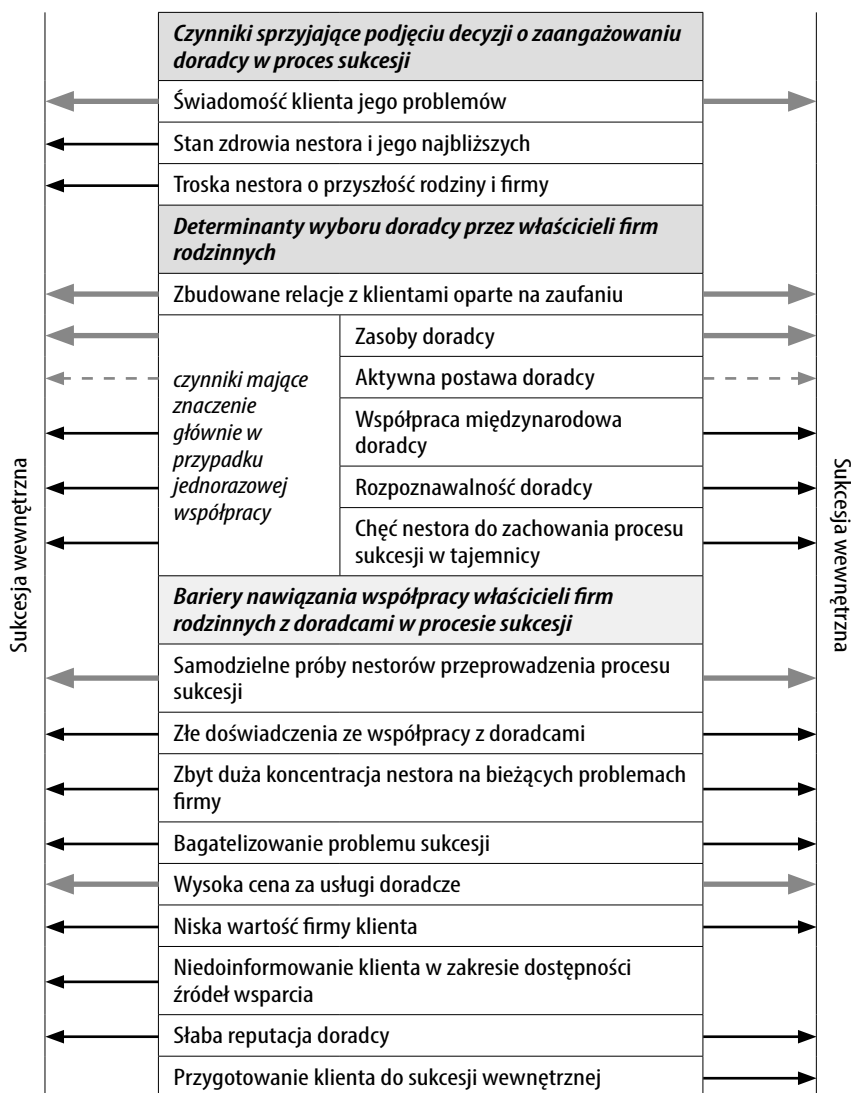 Czynniki sprzyjające podjęciu decyzji o zaangażowaniu
doradcy w proces sukcesji
Świadomość klienta jego problemów
Stan zdrowia nestora i jego najbliższych
Troska nestora o przyszłość rodziny i firmy
Determinanty wyboru doradcy przez właścicieli firm
rodzinnych
Zbudowane relacje z klientami oparte na zaufaniu
czynniki mające
znaczenie
głównie w
przypadku
jednorazowej
współpracy
Zasoby doradcy
Aktywna postawa doradcy
Współpraca międzynarodowa
doradcy
Rozpoznawalność doradcy
Chęć nestora do zachowania procesu
sukcesji w tajemnicy
Bariery nawiązania współpracy właścicieli firm
rodzinnych z doradcami w procesie sukcesji
Samodzielne próby nestorów przeprowadzenia procesu
sukcesji
Złe doświadczenia ze współpracy z doradcami
Zbyt duża koncentracja nestora na bieżących problemach
firmy
Bagatelizowanie problemu sukcesji
Wysoka cena za usługi doradcze
Niska wartość firmy klienta
Niedoinformowanie klienta w zakresie dostępności
źródeł wsparcia
Słaba reputacja doradcy
Przygotowanie klienta do sukcesji wewnętrznej
Sukcesja wewnętrzna
Sukcesja wewnętrzna